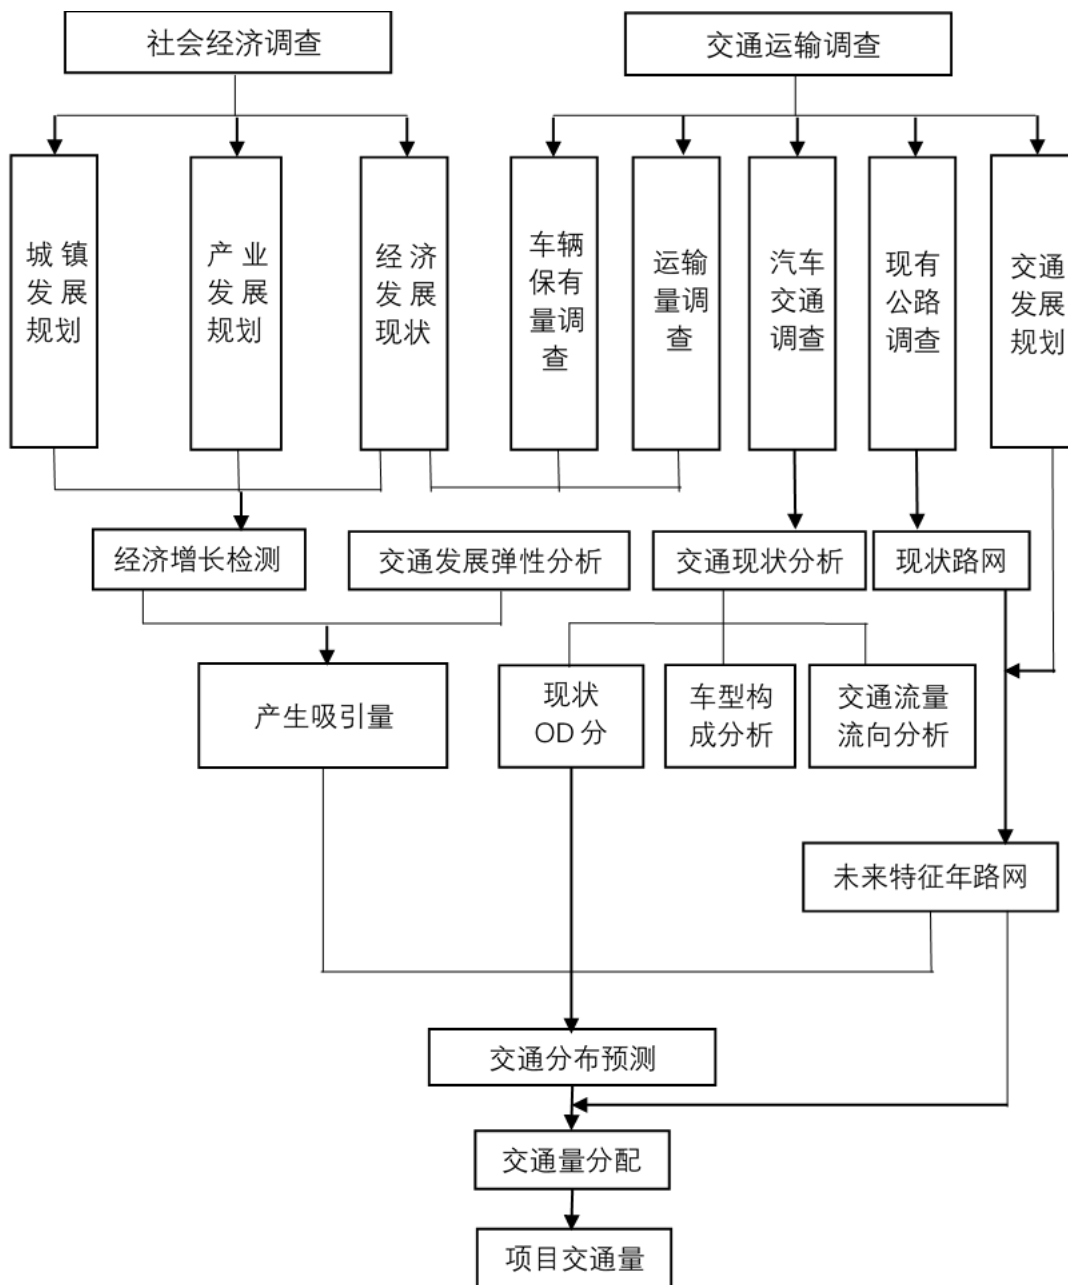 社会经济调查
交通运输调查
城镇
发展
规划
产业
发展
规划
经济
发展
现状
车辆
保有
量调
查
运输
量调
查
汽车
交通
调查
现有
公路
调查
交通
发展
规划
经济增长检测
交通发展弹性分析
交通现状分析
现状路网
产生吸引量
现状
OD分
车型构
成分析
交通流量
流向分析
未来特征年路网
交通分布预测
交通量分配
项目交通量